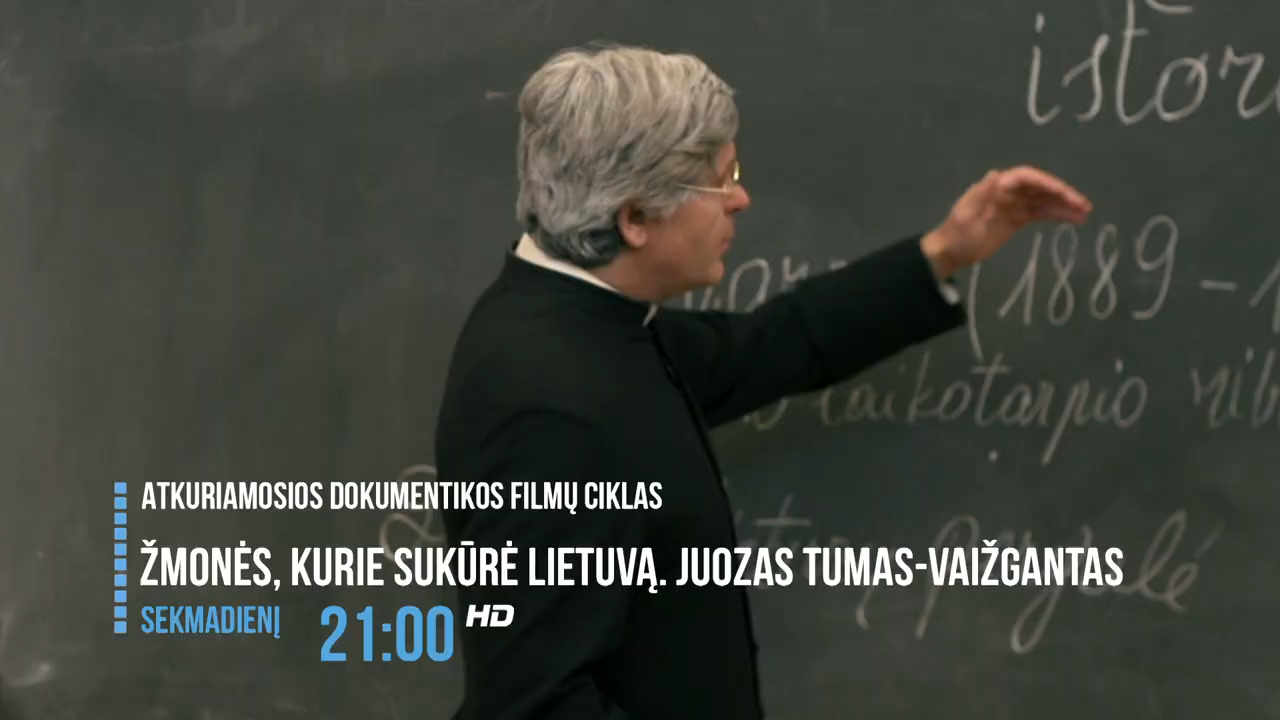 istor
(1889 - 1
laikotarpio rib
ATKURIAMOSIOS DOKUMENTIKOS FILMŲ CIKLAS
ŽMONĖS, KURIE SUKŪRĖ LIETUVĄ. JUOZAS TUMAS-VAIŽGANTAS
SEKMADIENĮ 21:00 HD